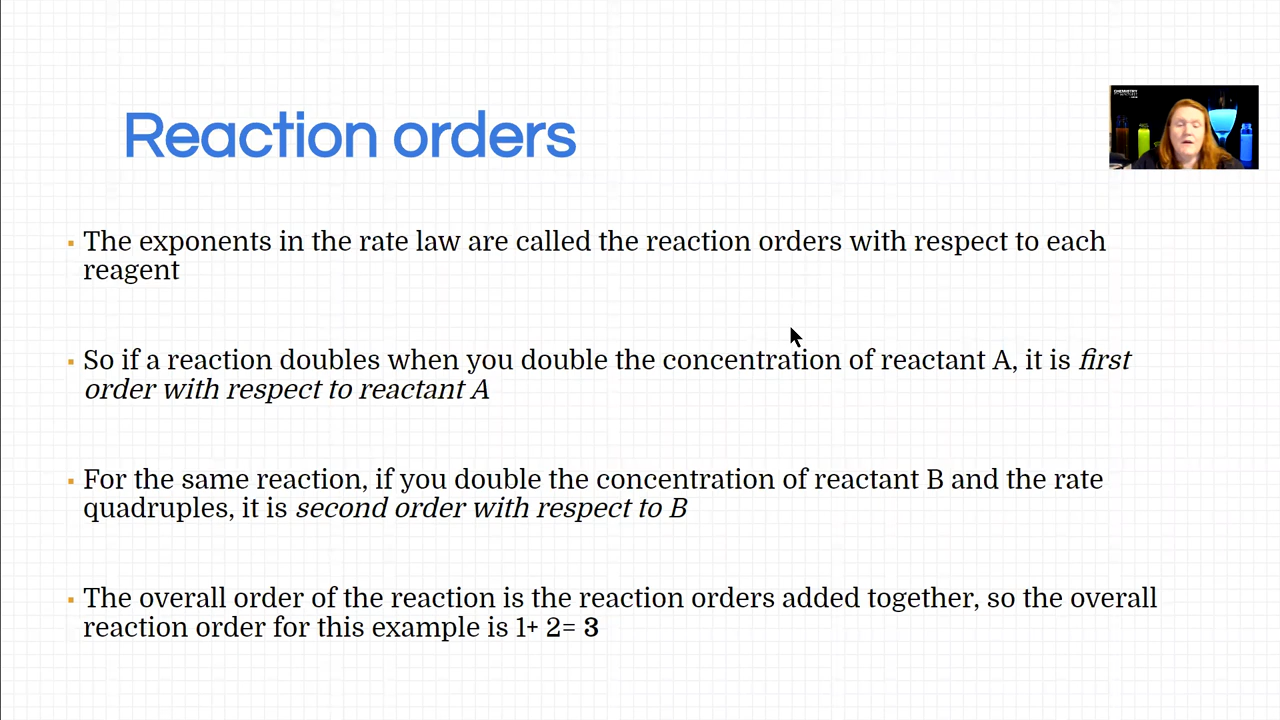 Reaction orders
CHEMISTRY
The exponents in the rate law are called the reaction orders with respect to each
reagent
So if a reaction doubles when you double the concentration of reactant A, it is first
order with respect to reactant A
For the same reaction, if you double the concentration of reactant B and the rate
quadruples, it is second order with respect to B
The overall order of the reaction is the reaction orders added together, so the overall
reaction order for this example is 1+ 2= 3